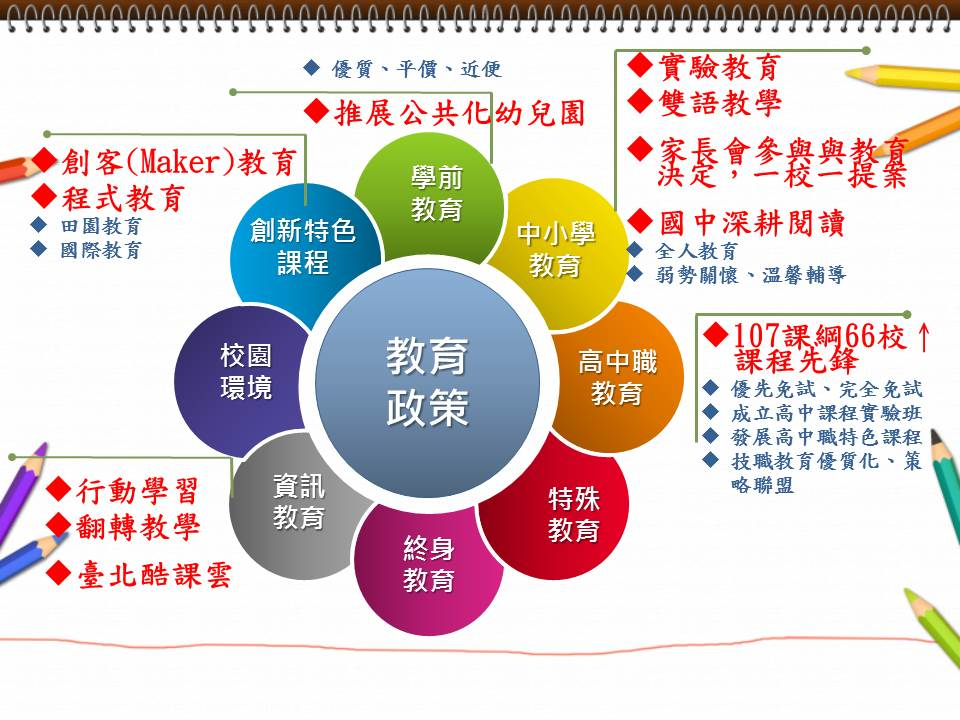 優質、平價、近便
推展公共化幼兒園
創客(Maker)教育
程式教育
田園教育
國際教育
實驗教育
雙語教學
家長會參與與教育
決定，一校一提案
國中深耕閱讀
全人教育
弱勢關懷、溫馨輔導
107課綱66校↑
課程先鋒
優先免試、完全免試
成立高中課程實驗班
發展高中職特色課程
技職教育優質化、策
略聯盟
行動學習
翻轉教學
臺北酷課雲
教育
政策
學前
教育
中小學
教育
高中職
教育
特殊
教育
終身
教育
資訊
教育
校園
環境
創新特色
課程